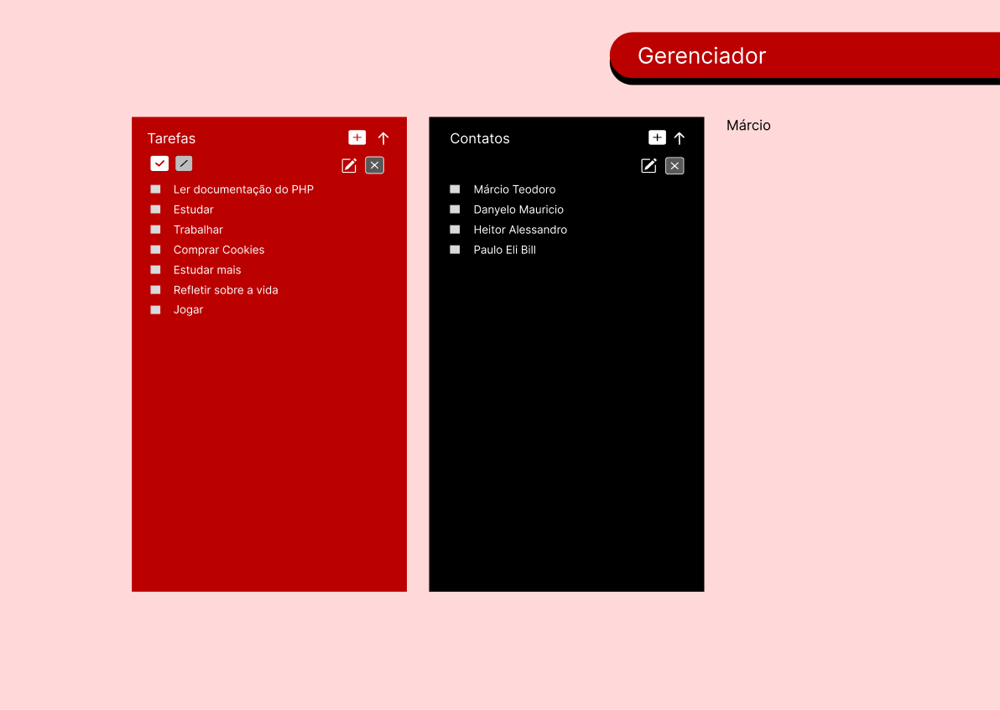 Gerenciador
Tarefas
Ler documentação do PHP
Estudar
Trabalhar
Comprar Cookies
Estudar mais
Refletir sobre a vida
Jogar
Contatos
Márcio Teodoro
Danyelo Mauricio
Heitor Alessandro
Paulo Eli Bill
Márcio